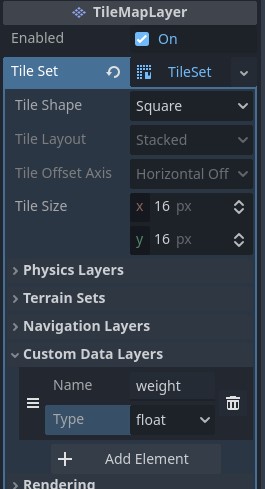 TileMapLayer
Enabled On
Tile Set TileSet
Tile Shape Square
Tile Layout Stacked
Tile Offset Axis Horizontal Off
Tile Size x 16 px
y 16 px
Physics Layers
Terrain Sets
Navigation Layers
Custom Data Layers
Name weight
Type float
Add Element
Rendering